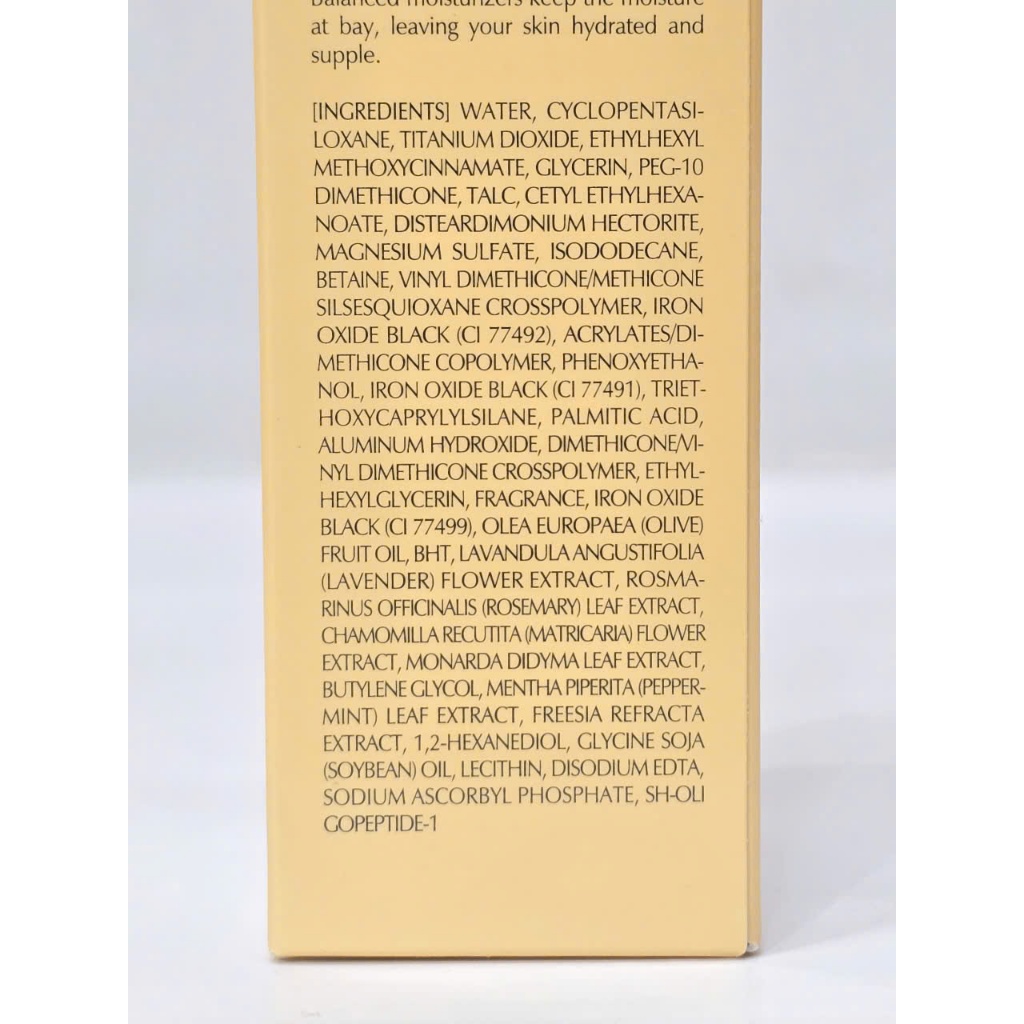 balanced moisturizers keep the moisture
at bay, leaving your skin hydrated and
supple.
[INGREDIENTS] WATER, CYCLOPENTASI-
LOXANE, TITANIUM DIOXIDE, ETHYLHEXYL
METHOXYCINNAMATE, GLYCERIN, PEG-10
DIMETHICONE, TALC, CETYL ETHYLHEXA-
NOATE, DISTEARDIMONIUM HECTORITE,
MAGNESIUM SULFATE, ISODODECANE,
BETAINE, VINYL DIMETHICONE/METHICONE
SILSESQUIOXANE CROSSPOLYMER, IRON
OXIDE BLACK (CI 77492), ACRYLATES/DI-
METHICONE COPOLYMER, PHENOXYETHA-
NOL, IRON OXIDE BLACK (CI 77491), TRIET-
HOXYCAPRYLYLSILANE, PALMITIC ACID,
ALUMINUM HYDROXIDE, DIMETHICONE/VI-
NYL DIMETHICONE CROSSPOLYMER, ETHYL-
HEXYLGLYCERIN, FRAGRANCE, IRON OXIDE
BLACK (CI 77499), OLEA EUROPAEA (OLIVE)
FRUIT OIL, BHT, LAVANDULA ANGUSTIFOLIA
(LAVENDER) FLOWER EXTRACT, ROSMA-
RINUS OFFICINALIS (ROSEMARY) LEAF EXTRACT,
CHAMOMILLA RECUTITA (MATRICARIA) FLOWER
EXTRACT, MONARDA DIDYMA LEAF EXTRACT,
BUTYLENE GLYCOL, MENTHA PIPERITA (PEPPER-
MINT) LEAF EXTRACT, FREESIA REFRACTA
EXTRACT, 1,2-HEXANEDIOL, GLYCINE SOJA
(SOYBEAN) OIL, LECITHIN, DISODIUM EDTA,
SODIUM ASCORBYL PHOSPHATE, SH-OLI
GOPEPTIDE-1